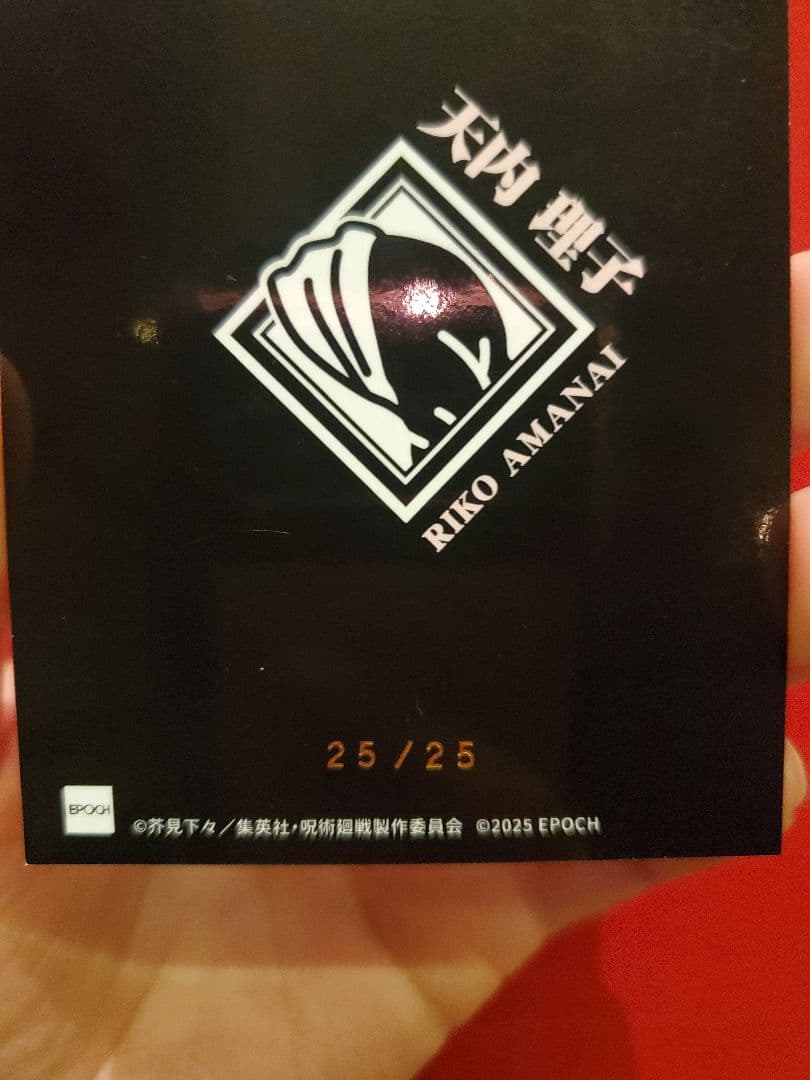 天内 理子
RIKO AMANAI
25/25
EPOCH
©芥見下々／集英社・呪術廻戦製作委員会 ©2025 EPOCH